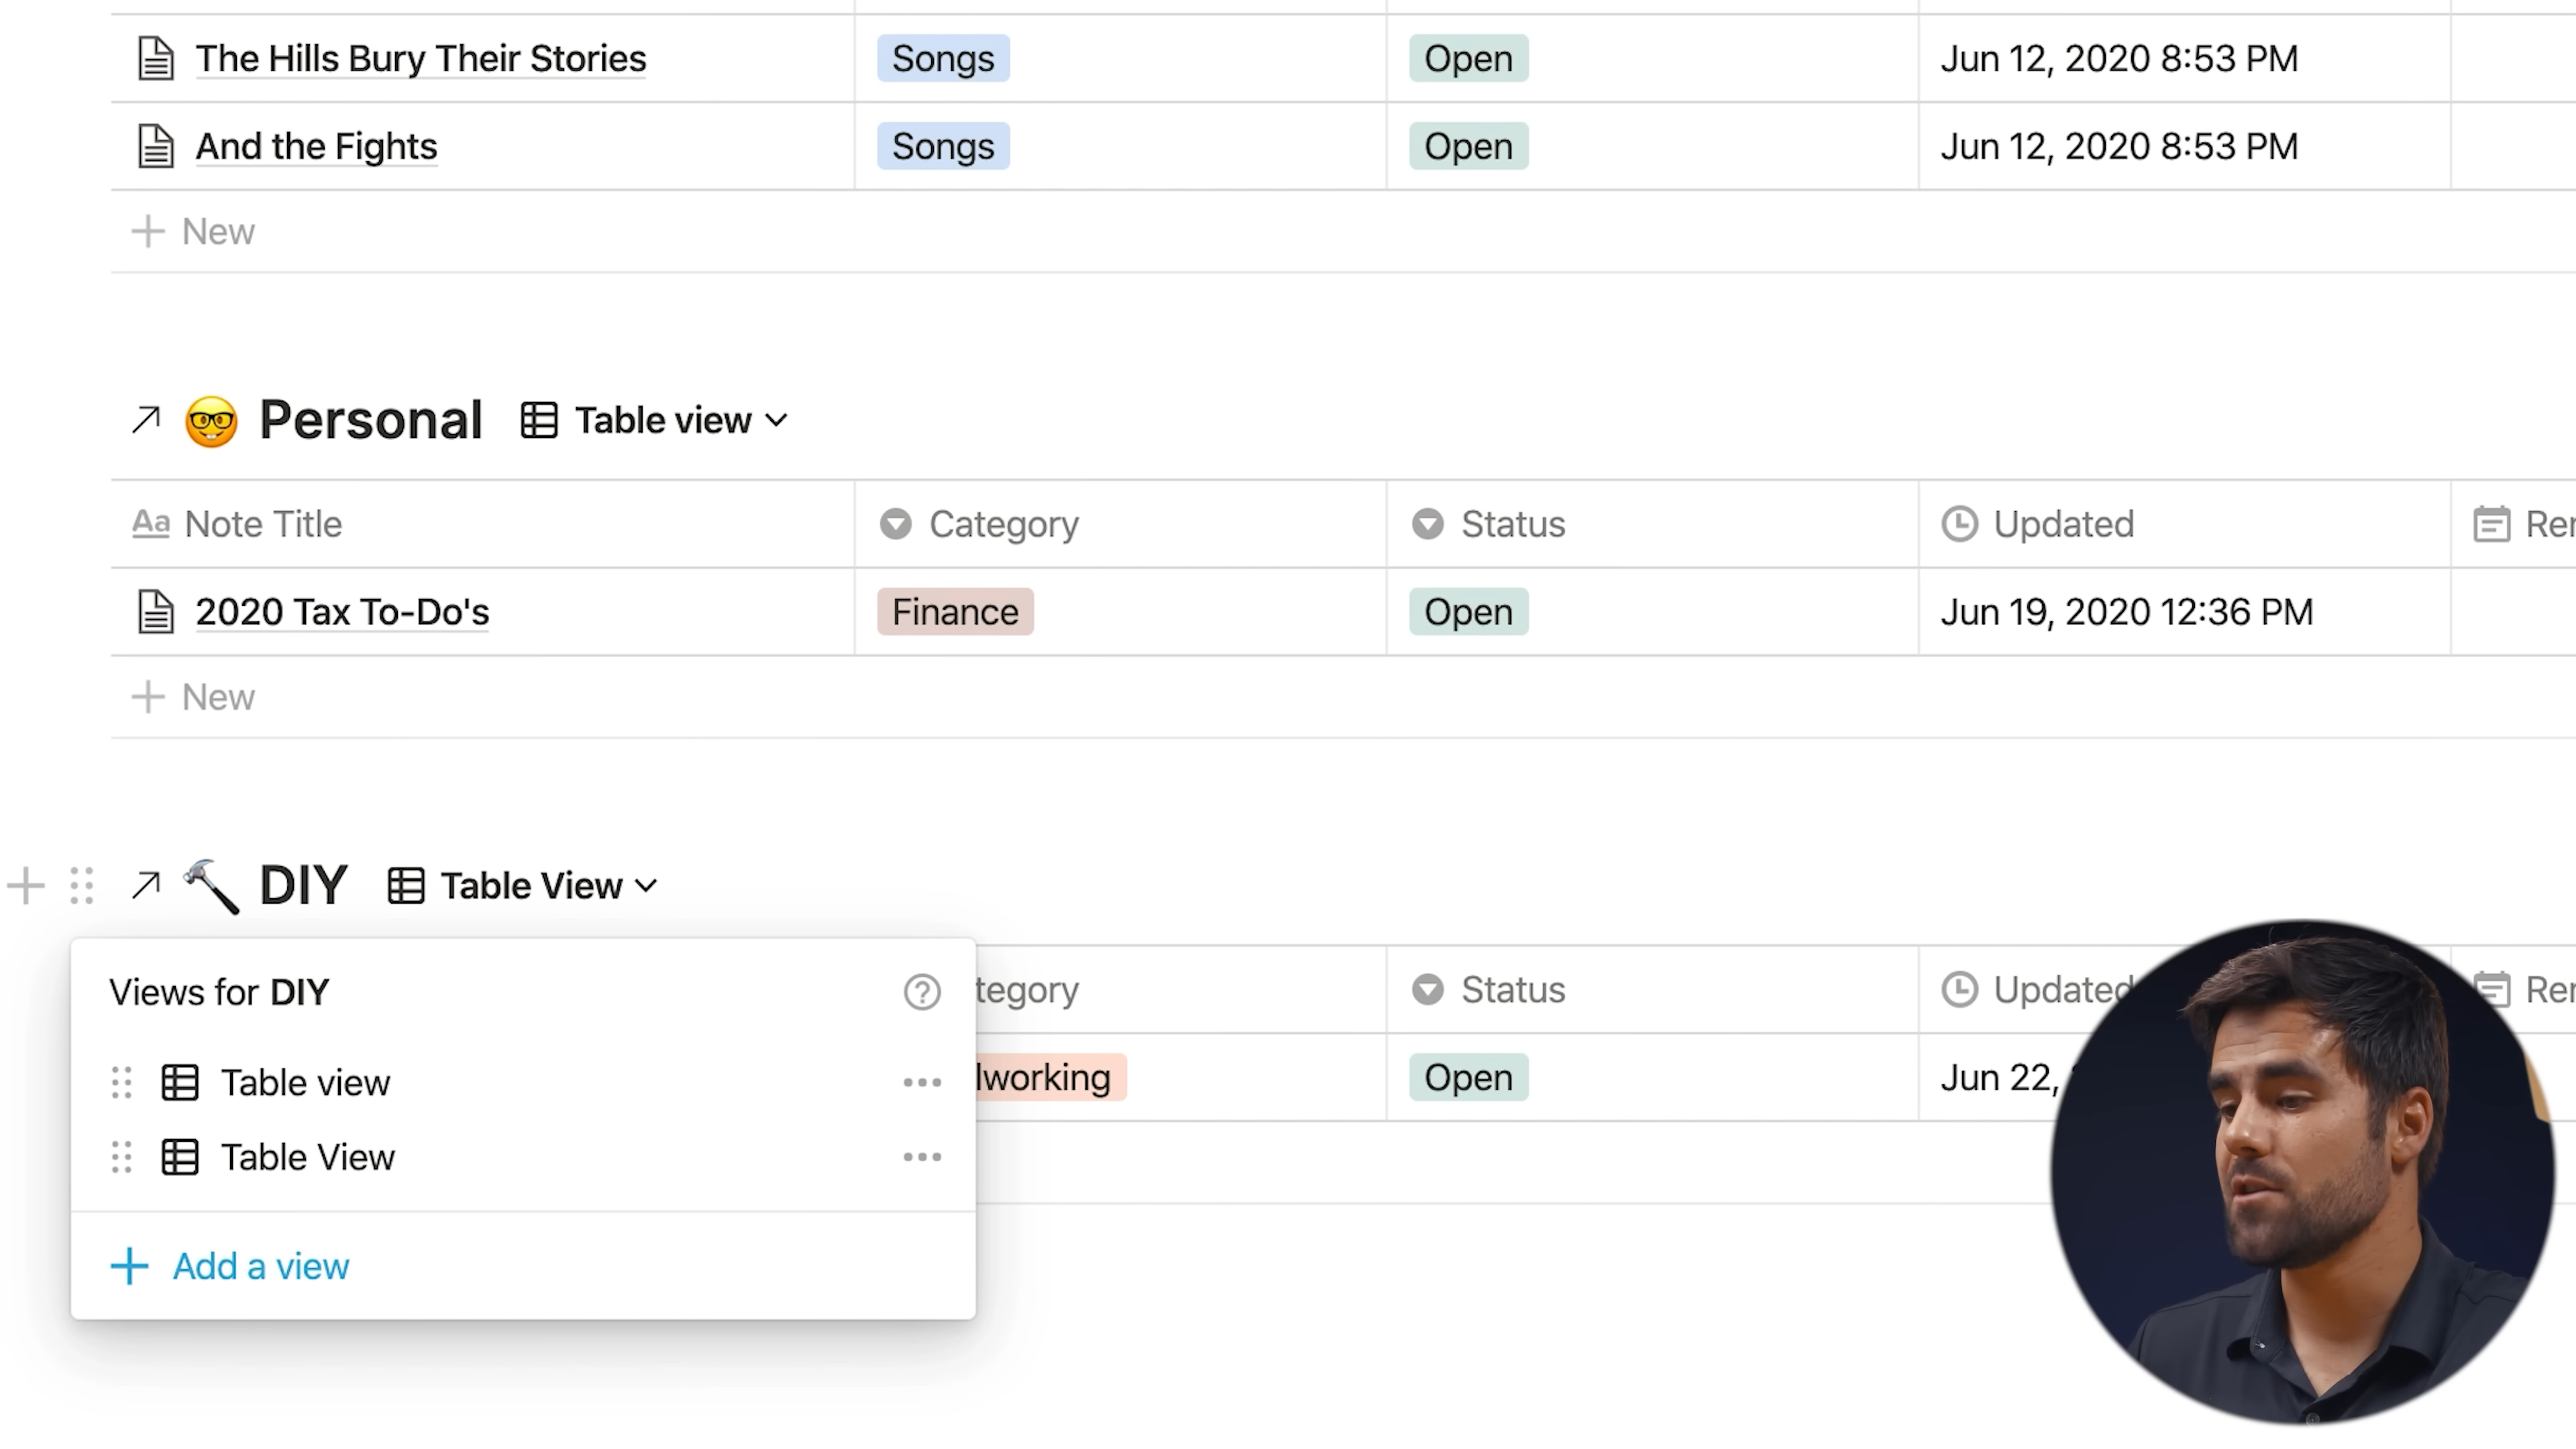 The Hills Bury Their Stories Songs Open Jun 12, 2020 8:53 PM
And the Fights Songs Open Jun 12, 2020 8:53 PM
New
Personal Table view
Aa Note Title Category Status Updated
2020 Tax To-Do's Finance Open Jun 19, 2020 12:36 PM
New
DIY Table View
Views for DIY tegory Status Updated
Table view working Open Jun 22,
Table View
Add a view